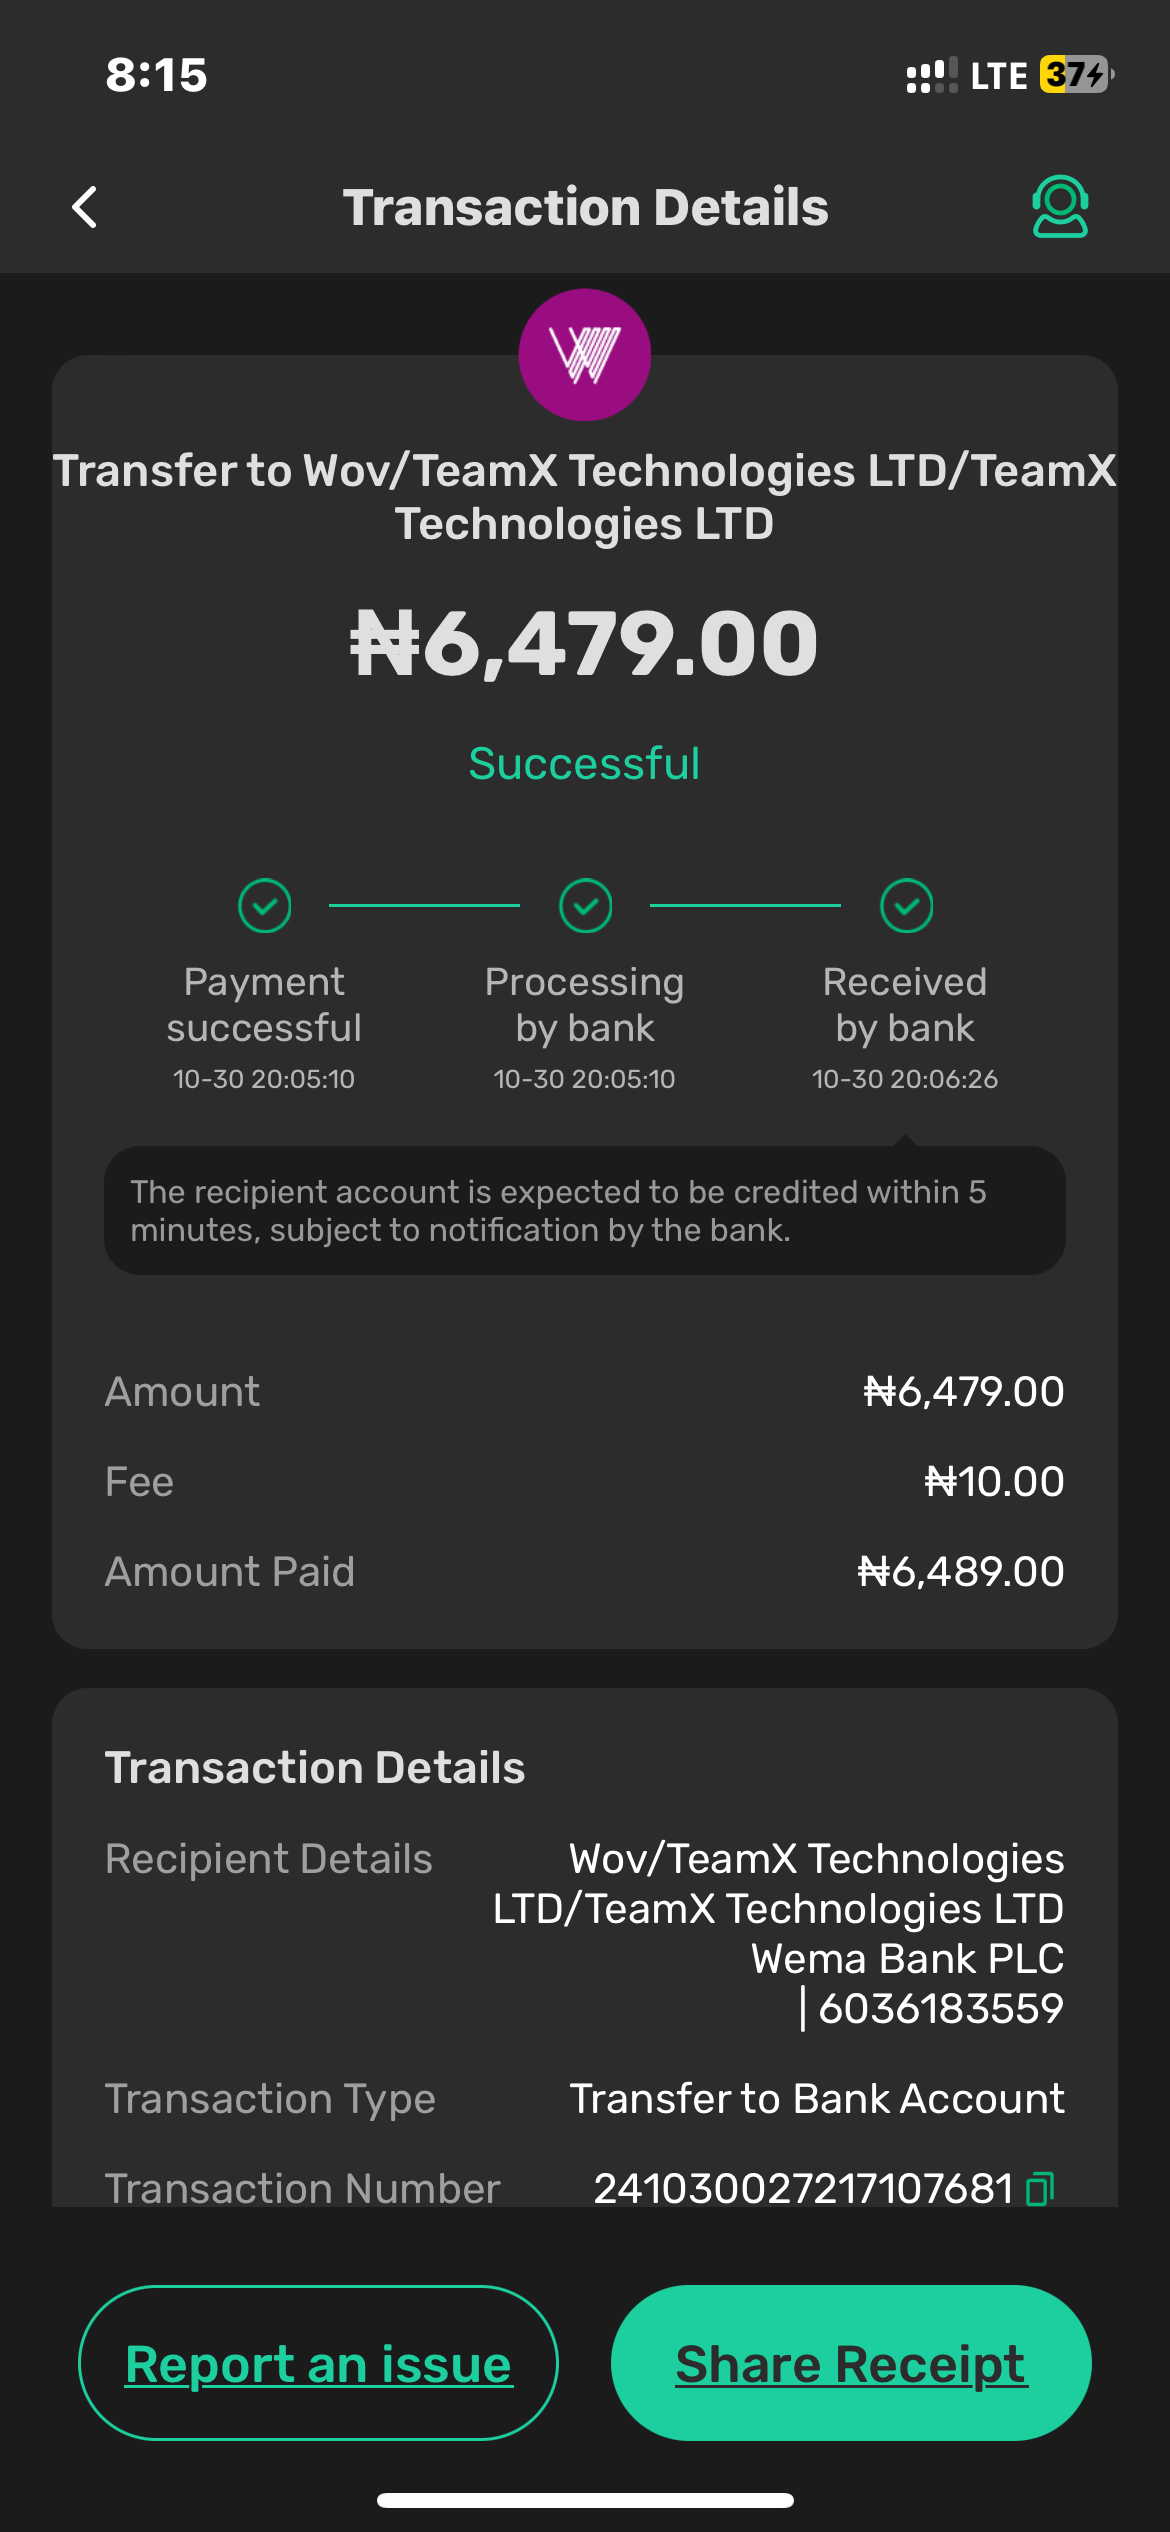 8:15
LTE 37
Transaction Details
W
Transfer to Wov/TeamX Technologies LTD/TeamX
Technologies LTD
₦6,479.00
Successful
Payment
successful
10-30 20:05:10
Processing
by bank
10-30 20:05:10
Received
by bank
10-30 20:06:26
The recipient account is expected to be credited within 5
minutes, subject to notification by the bank.
Amount ₦6,479.00
Fee ₦10.00
Amount Paid ₦6,489.00
Transaction Details
Recipient Details Wov/TeamX Technologies
LTD/TeamX Technologies LTD
Wema Bank PLC
| 6036183559
Transaction Type Transfer to Bank Account
Transaction Number 241030027217107681
Report an issue
Share Receipt